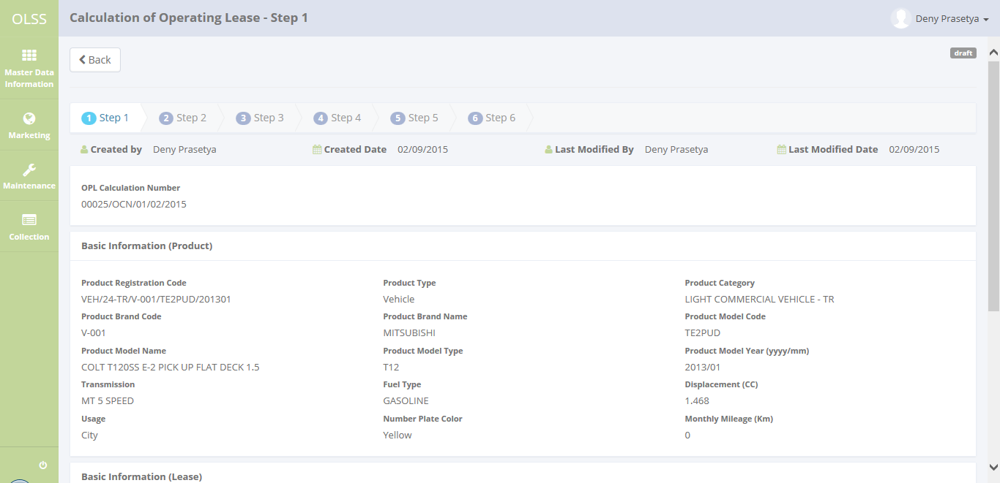 OLSS
Calculation of Operating Lease - Step 1
Deny Prasetya
Master Data
Information
Marketing
Maintenance
Collection
Back
draft
1 Step 1 2 Step 2 3 Step 3 4 Step 4 5 Step 5 6 Step 6
Created by Deny Prasetya Created Date 02/09/2015 Last Modified By Deny Prasetya Last Modified Date 02/09/2015
OPL Calculation Number
00025/OCN/01/02/2015
Basic Information (Product)
Product Registration Code Product Type Product Category
VEH/24-TR/V-001/TE2PUD/201301 Vehicle LIGHT COMMERCIAL VEHICLE - TR
Product Brand Code Product Brand Name Product Model Code
V-001 MITSUBISHI TE2PUD
Product Model Name Product Model Type Product Model Year (yyyy/mm)
COLT T120SS E-2 PICK UP FLAT DECK 1.5 T12 2013/01
Transmission Fuel Type Displacement (CC)
MT 5 SPEED GASOLINE 1.468
Usage Number Plate Color Monthly Mileage (Km)
City Yellow 0
Basic Information (Lease)